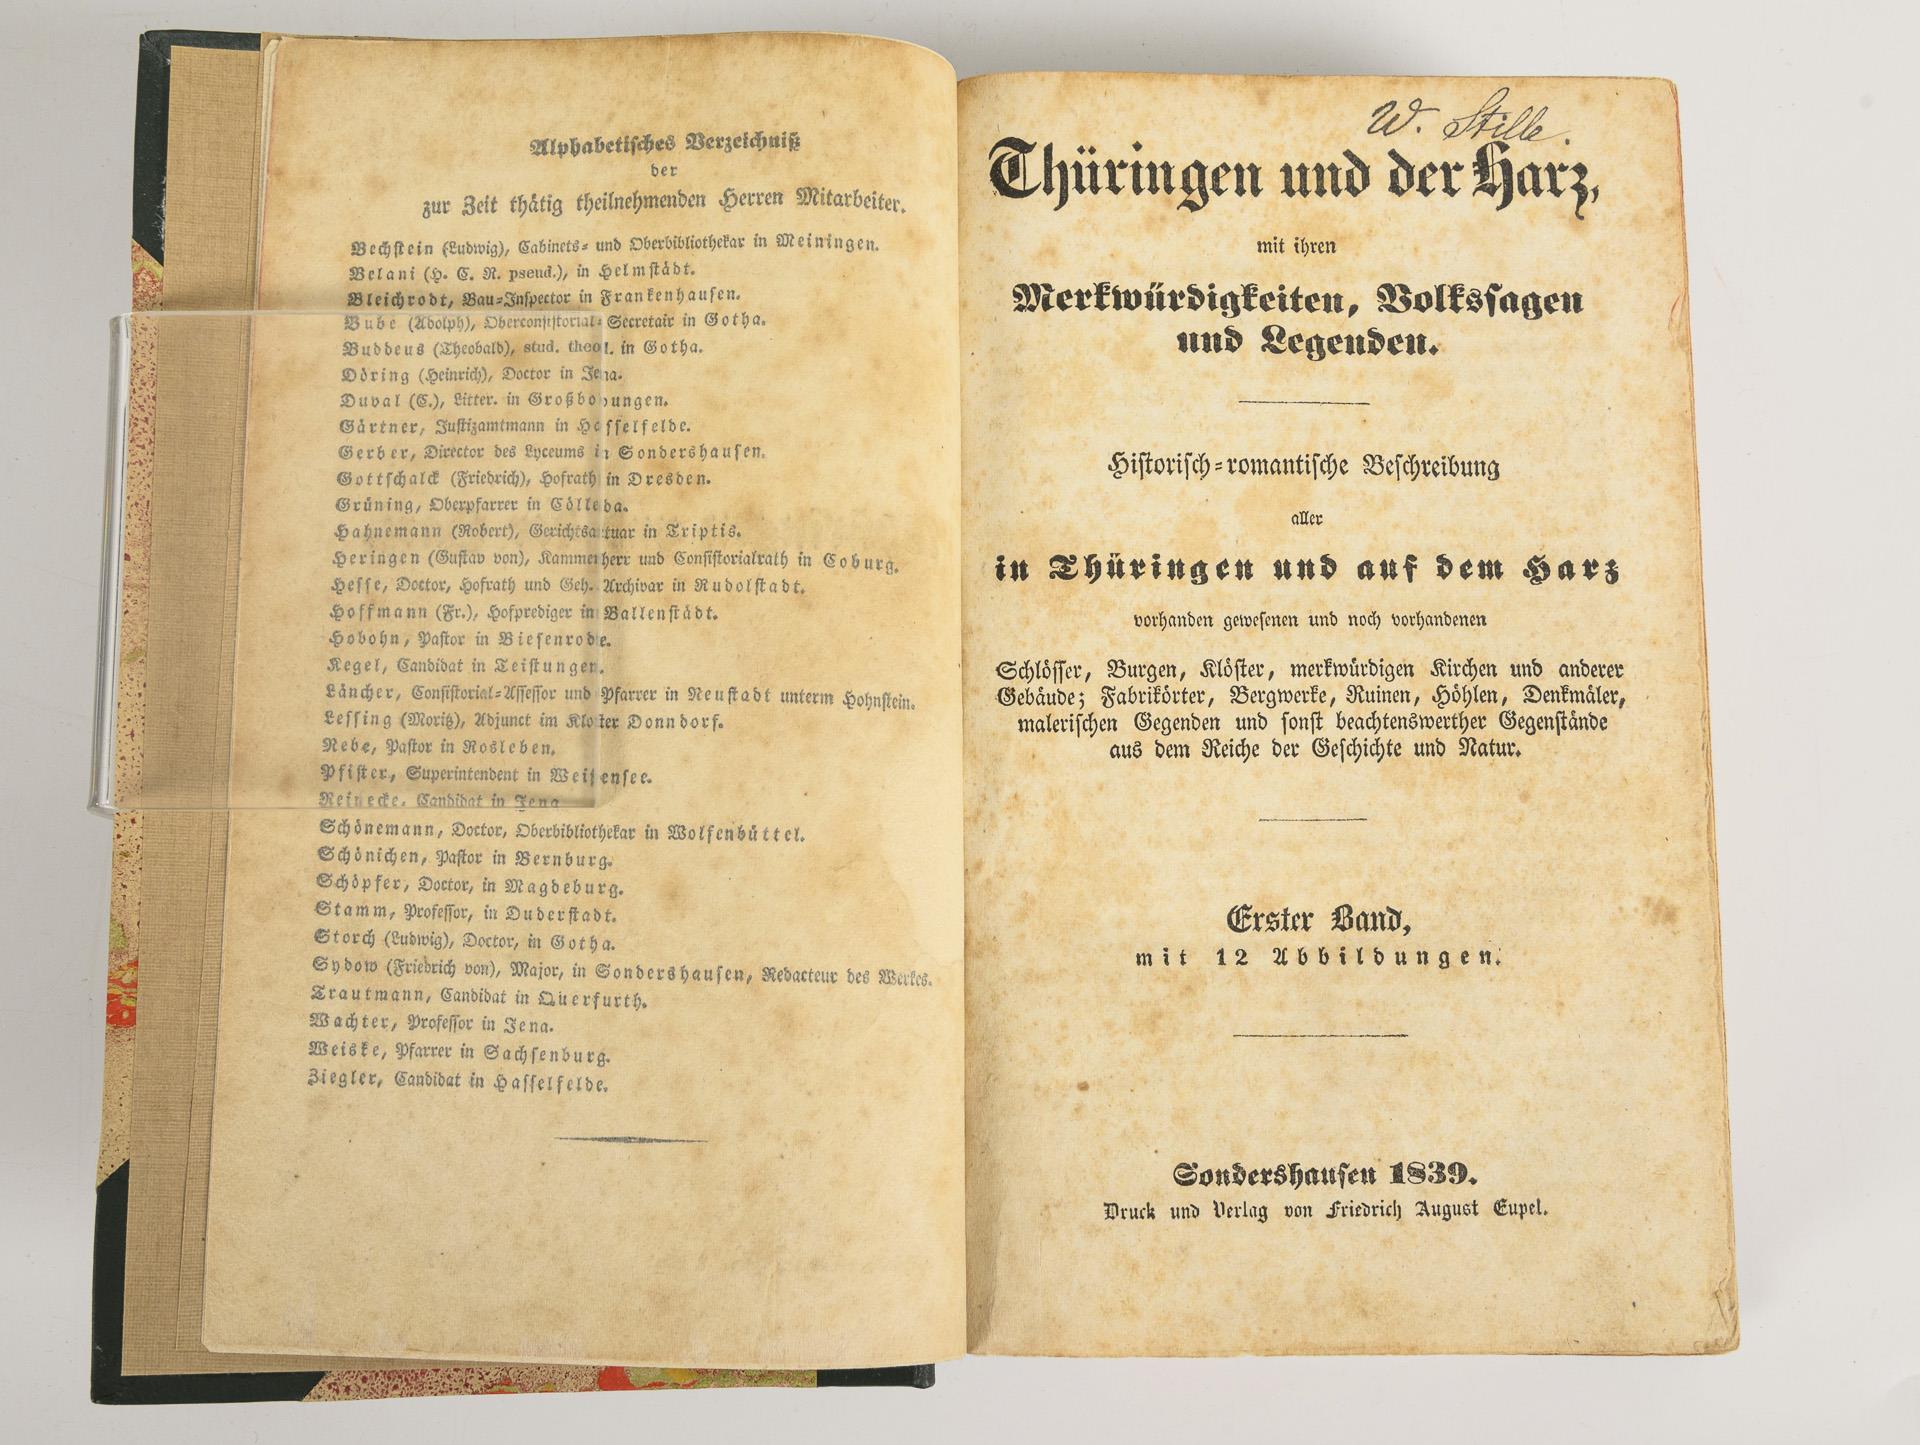 Alphabetisches Verzeichniß
der
zur Zeit thätig theilnehmenden Herren Mitarbeiter.
Bechstein (Ludwig), Cabinets- und Oberbibliothekar in Meiningen.
Belani (H. C. R. pseud.), in Helmstädt.
Bleichrodt, Bau-Inspector in Frankenhausen.
Bube (Adolph), Oberconsistorial-Secretair in Gotha.
Buddeus (Theobald), stud. theol. in Gotha.
Döring (Heinrich), Doctor in Jena.
Duval (C.), Litter. in Großbodungen.
Gärtner, Justizamtmann in Hasselfelde.
Gerber, Director des Lyceums in Sondershausen.
Gottschalck (Friedrich), Hofrath in Dresden.
Grüning, Oberpfarrer in Cölleda.
Hahnemann (Robert), Gerichtsactuar in Triptis.
Heringen (Gustav von), Kammerherr und Consistorialrath in Coburg.
Hesse, Doctor, Hofrath und Geh. Archivar in Rudolstadt.
Hoffmann (Fr.), Hofprediger in Ballenstädt.
Hobohn, Pastor in Biesenrode.
Kegel, Candidat in Teistungen.
Läncher, Consistorial-Assessor und Pfarrer in Neustadt unterm Hohnstein.
Lessing (Moritz), Adjunct im Kloster Donndorf.
Nebe, Pastor in Rosleben.
Pfister, Superintendent in Weisensee.
Reinecke, Candidat in Jena
Schönemann, Doctor, Oberbibliothekar in Wolfenbüttel.
Schönichen, Pastor in Bernburg.
Schöpfer, Doctor, in Magdeburg.
Stamm, Professor, in Duderstadt.
Storch (Ludwig), Doctor, in Gotha.
Sydow (Friedrich von), Major, in Sondershausen, Redacteur des Werkes.
Trautmann, Candidat in Querfurth.
Wachter, Professor in Jena.
Weiske, Pfarrer in Sachsenburg.
Ziegler, Candidat in Hasselfelde.
W. Stille.
Thüringen und der Harz,
mit ihren
Merkwürdigkeiten, Volkssagen
und Legenden.
Historisch-romantische Beschreibung
aller
in Thüringen und auf dem Harz
vorhanden gewesenen und noch vorhandenen
Schlösser, Burgen, Klöster, merkwürdigen Kirchen und anderer
Gebäude; Fabrikörter, Bergwerke, Ruinen, Höhlen, Denkmäler,
malerischen Gegenden und sonst beachtenswerther Gegenstände
aus dem Reiche der Geschichte und Natur.
Erster Band,
mit 12 Abbildungen.
Sondershausen 1839.
Druck und Verlag von Friedrich August Eupel.